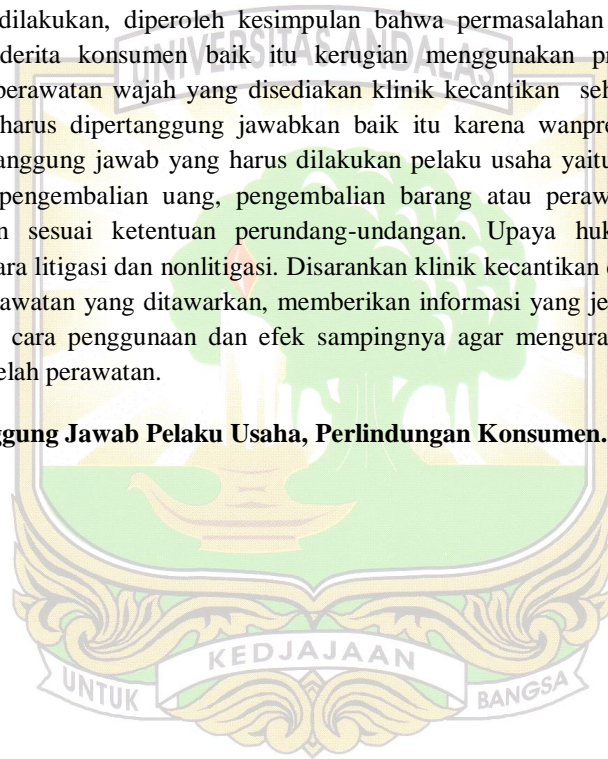 dilakukan, diperoleh kesimpulan bahwa permasalahan
derita konsumen baik itu kerugian menggunakan pr
perawatan wajah yang disediakan klinik kecantikan seh
harus dipertanggung jawabkan baik itu karena wanpre
anggung jawab yang harus dilakukan pelaku usaha yaitu
pengembalian uang, pengembalian barang atau peraw
n sesuai ketentuan perundang-undangan. Upaya huk
ara litigasi dan nonlitigasi. Disarankan klinik kecantikan
awatan yang ditawarkan, memberikan informasi yang je
cara penggunaan dan efek sampingnya agar mengura
elah perawatan.
ggung Jawab Pelaku Usaha, Perlindungan Konsumen.
UNIVERSITAS ANDALAS
KEDJAJAAN
UNTUK
BANGSA